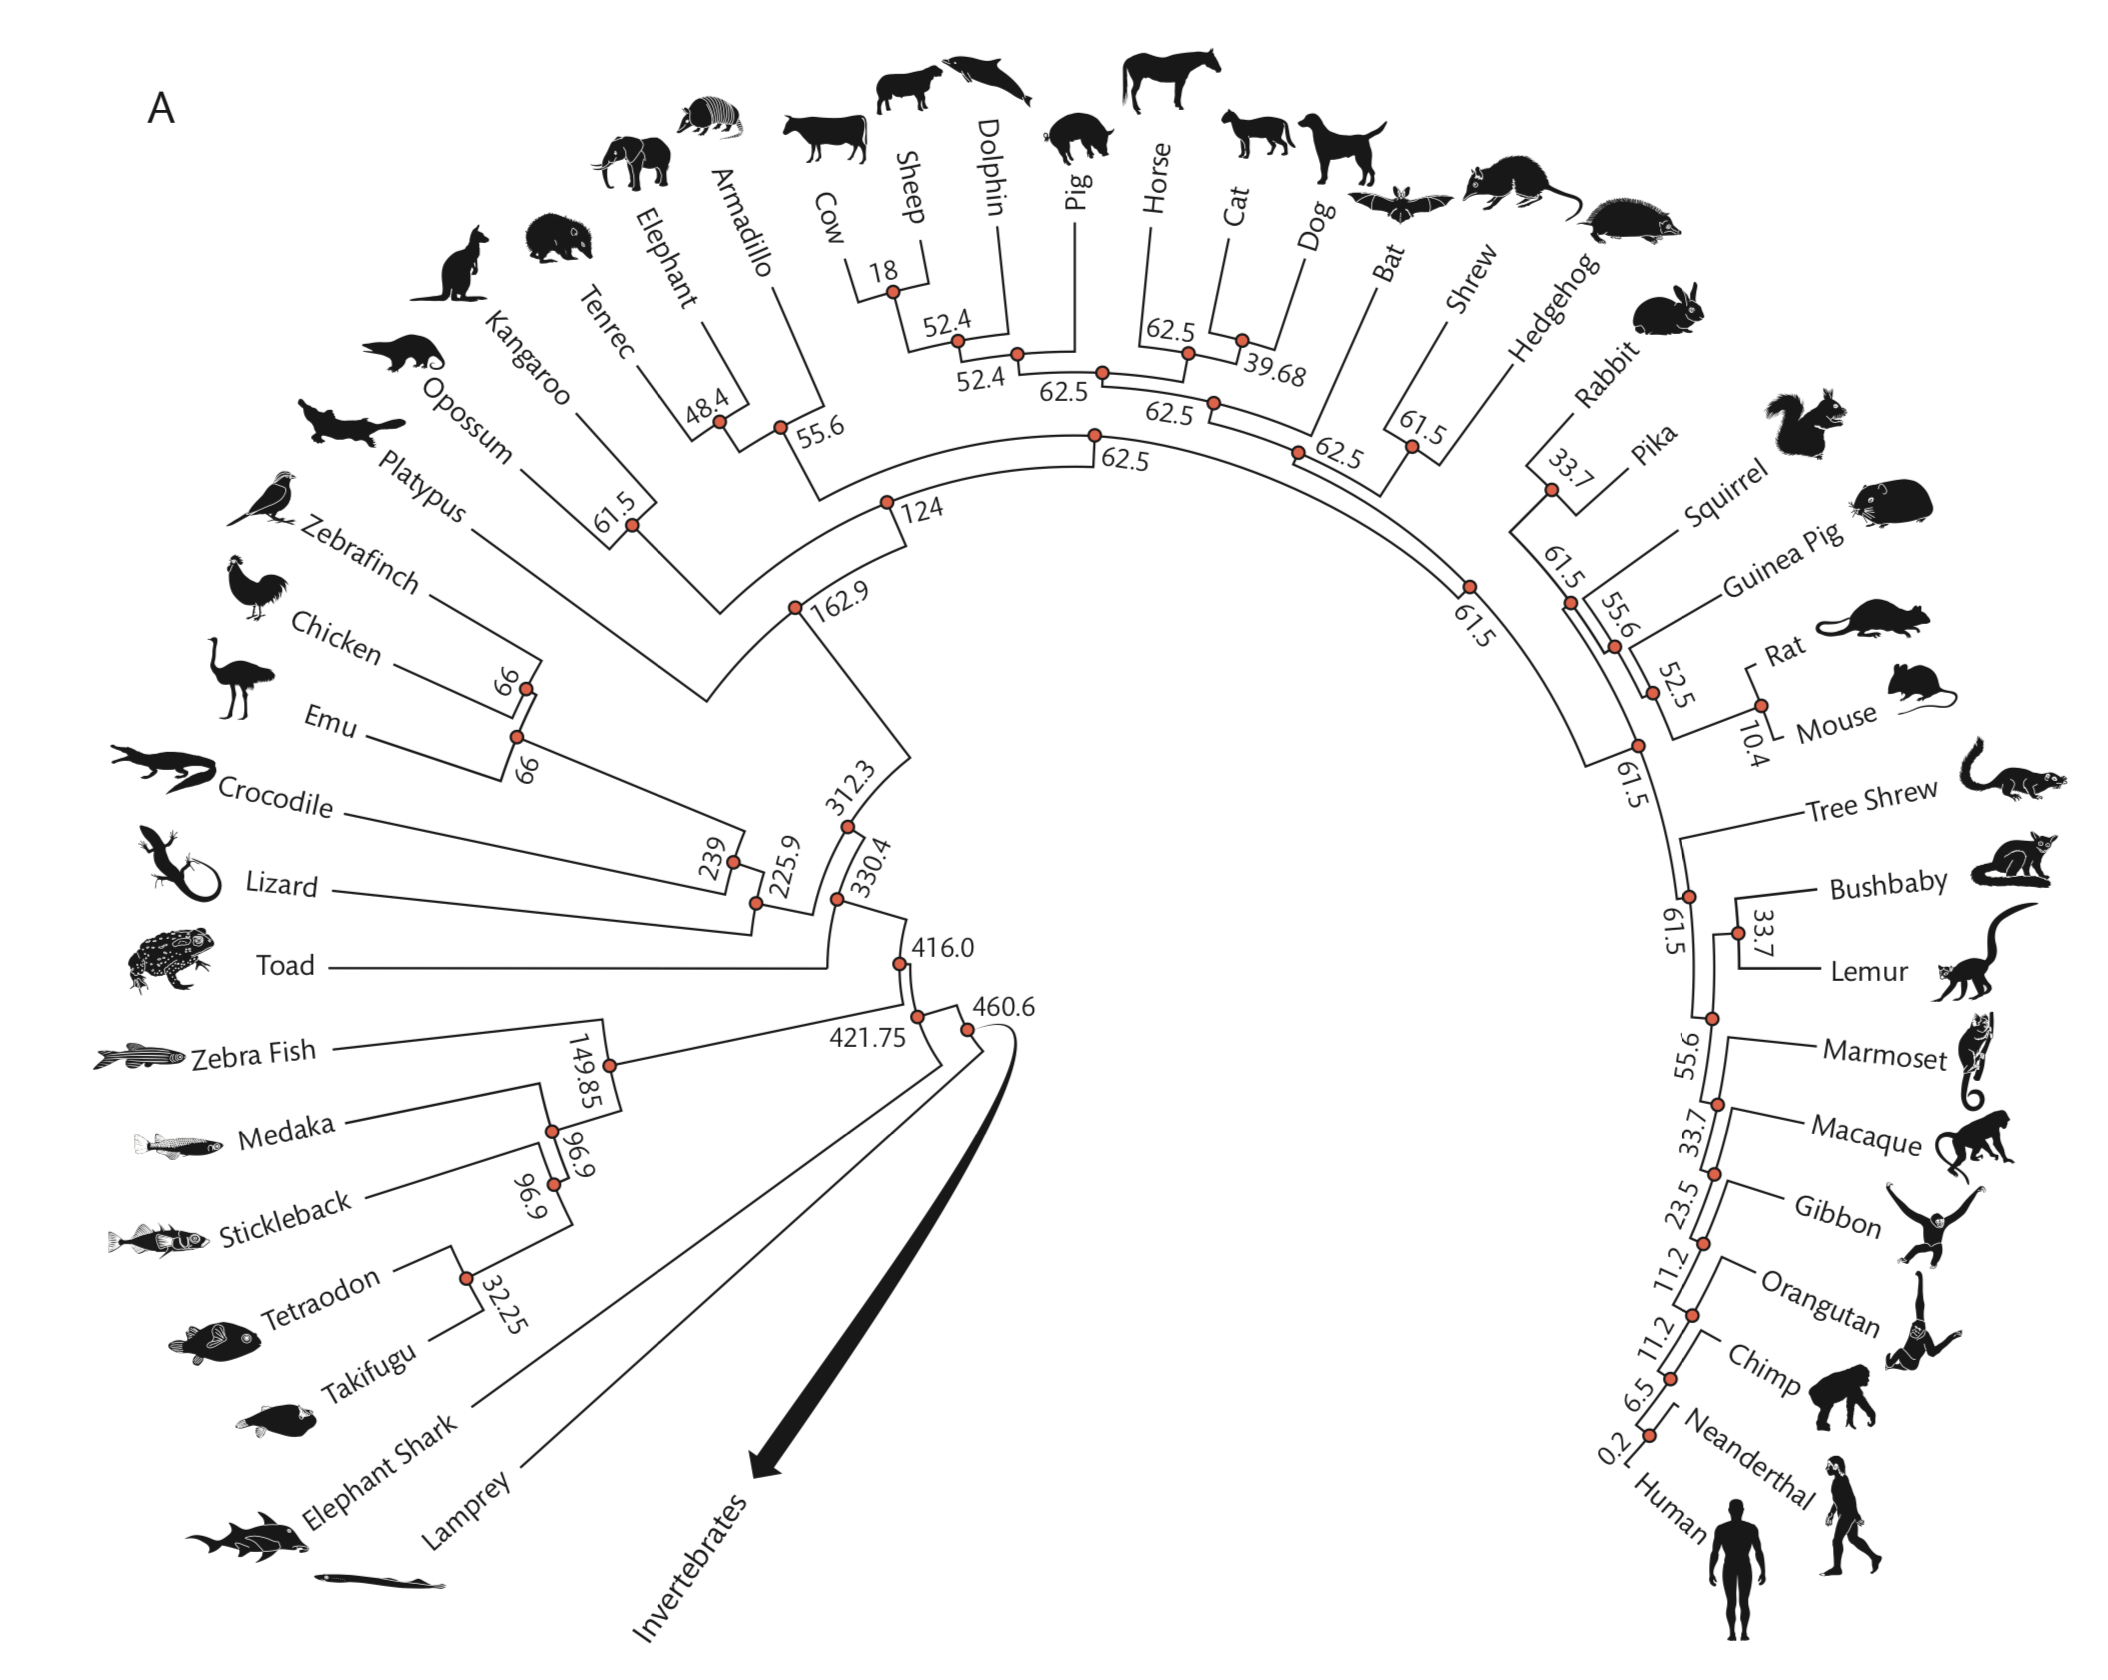 A
Cow
Sheep
Dolphin
Pig
Horse
Cat
Dog
Bat
Shrew
Hedgehog
Rabbit
Pika
Squirrel
Guinea Pig
Rat
Mouse
Tree Shrew
Bushbaby
Lemur
Marmoset
Macaque
Gibbon
Orangutan
Chimp
Neanderthal
Human
Armadillo
Elephant
Tenrec
Kangaroo
Opossum
Platypus
Zebrafinch
Chicken
Emu
Crocodile
Lizard
Toad
Zebra Fish
Medaka
Stickleback
Tetraodon
Takifugu
Elephant Shark
Lamprey
Invertebrates
18
52.4
52.4
62.5
62.5
39.68
62.5
62.5
61.5
48.4
55.6
62.5
124
61.5
162.9
33.7
61.5
55.6
52.5
10.4
61.5
61.5
61.5
33.7
55.6
33.7
23.5
11.2
11.2
6.5
0.2
66
66
239
225.9
312.3
330.4
416.0
421.75
460.6
149.85
96.9
96.9
32.25